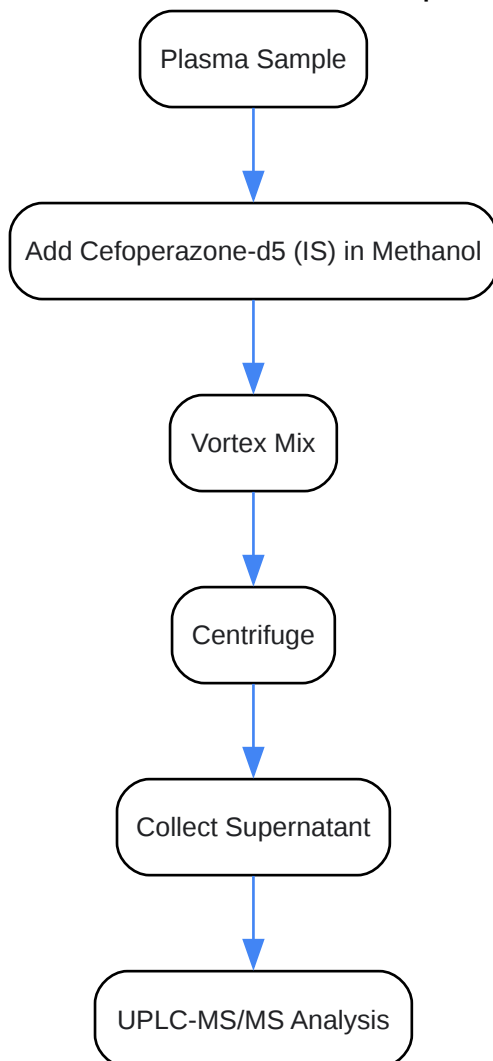 Plasma Sample
Add Cefoperazone-d5 (IS) in Methanol
Vortex Mix
Centrifuge
Collect Supernatant
UPLC-MS/MS Analysis